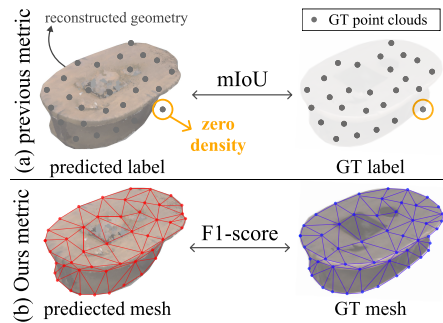 reconstructed geometry
GT point clouds
(a) previous metric
mIoU
zero
density
predicted label
GT label
(b) Ours metric
F1-score
prediected mesh
GT mesh